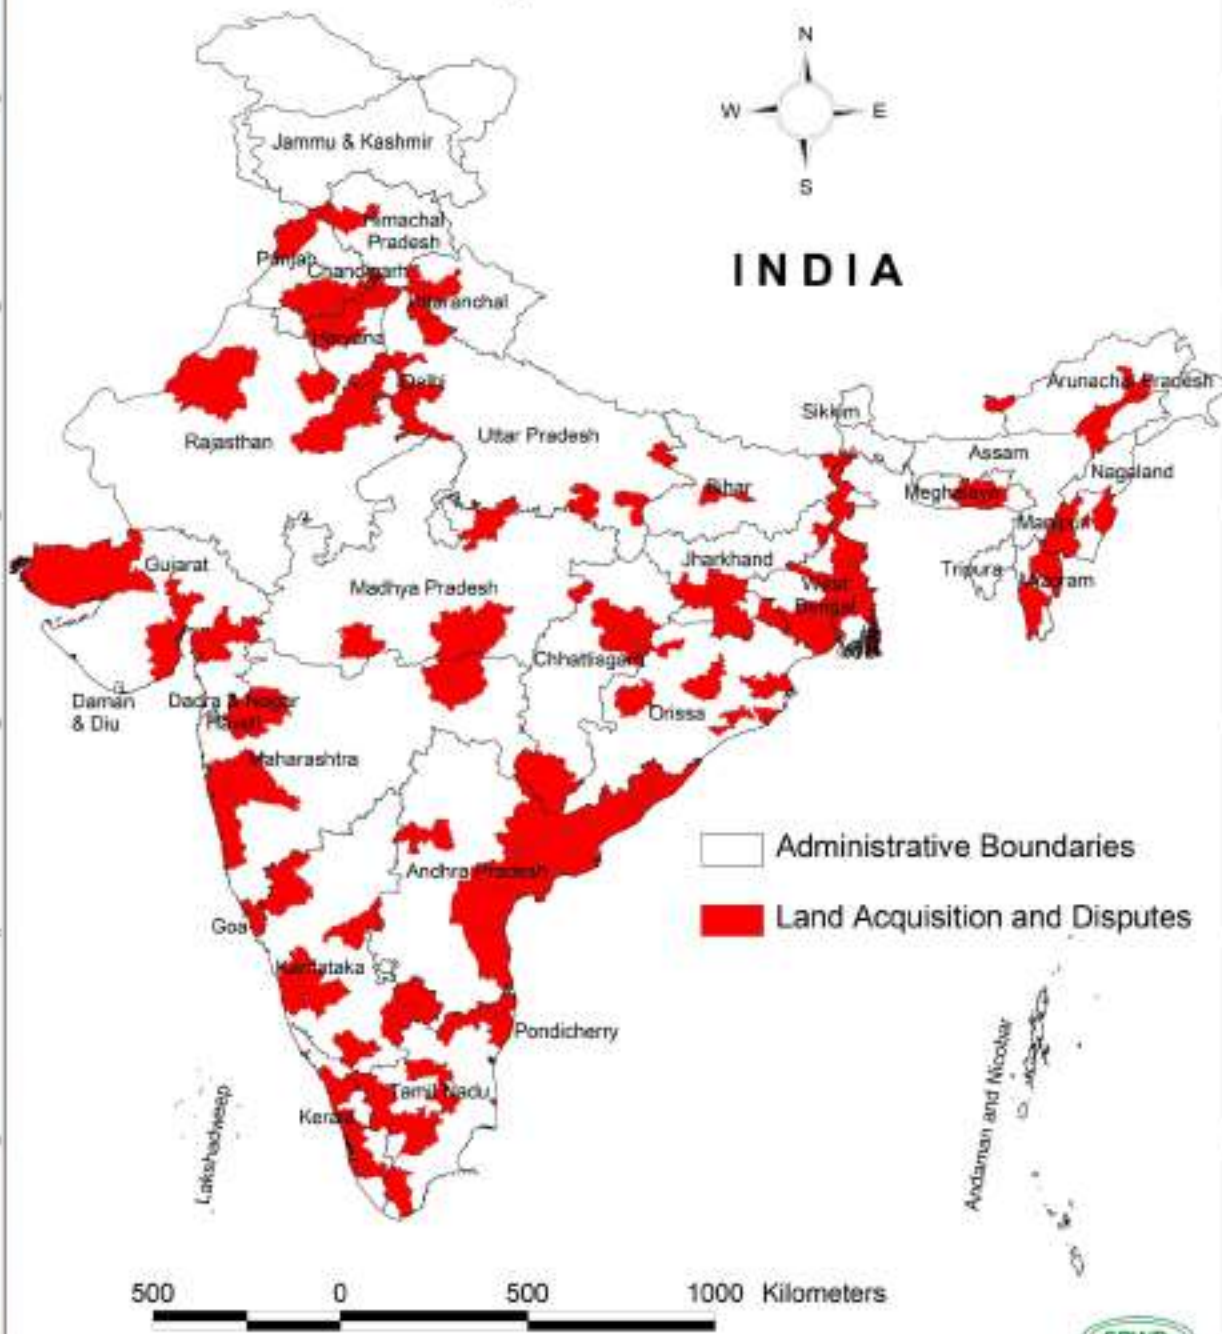 N
W E
S
INDIA
Jammu & Kashmir
Himachal
Pradesh
Punjab
Chandigarh
Uttaranchal
Haryana
Delhi
Rajasthan
Uttar Pradesh
Sikkim
Arunachal Pradesh
Assam
Nagaland
Meghalaya
Bihar
Manipur
Gujarat
Madhya Pradesh
Jharkhand
Tripura
Mizoram
West
Bengal
Chhattisgarh
Daman
& Diu
Dadra & Nagar
Haveli
Orissa
Maharashtra
Administrative Boundaries
Andhra Pradesh
Land Acquisition and Disputes
Goa
Karnataka
Pondicherry
Tamil Nadu
Kerala
Lakshadweep
Andaman and Nicobar
500 0 500 1000 Kilometers